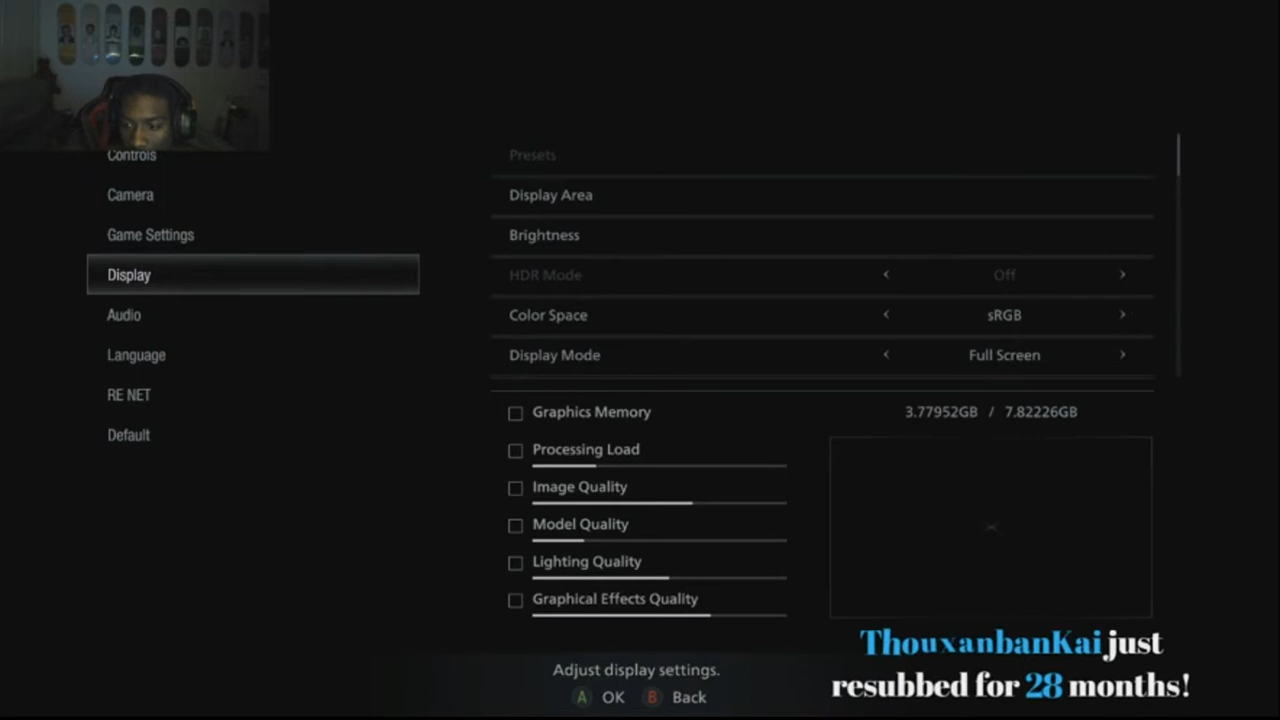 Controls
Camera
Game Settings
Display
Audio
Language
RE NET
Default
Presets
Display Area
Brightness
HDR Mode Off
Color Space sRGB
Display Mode Full Screen
Graphics Memory 3.77952GB / 7.82226GB
Processing Load
Image Quality
Model Quality
Lighting Quality
Graphical Effects Quality
Adjust display settings.
A OK B Back
ThouxanbanKai just
resubbed for 28 months!